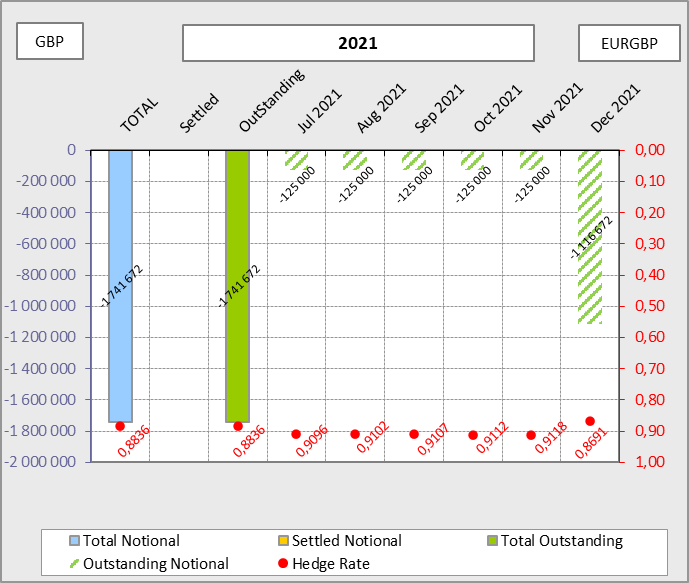 GBP
2021
EURGBP
TOTAL
Settled
OutStanding
Jul 2021
Aug 2021
Sep 2021
Oct 2021
Nov 2021
Dec 2021
0
-200 000
-400 000
-600 000
-800 000
-1 000 000
-1 200 000
-1 400 000
-1 600 000
-1 800 000
-2 000 000
-1 741 672
-1 741 672
-125 000
-125 000
-125 000
-125 000
-125 000
-1 116 672
0,8836
0,8836
0,9096
0,9102
0,9107
0,9112
0,9118
0,8691
0,00
0,10
0,20
0,30
0,40
0,50
0,60
0,70
0,80
0,90
1,00
Total Notional
Settled Notional
Total Outstanding
Outstanding Notional
Hedge Rate